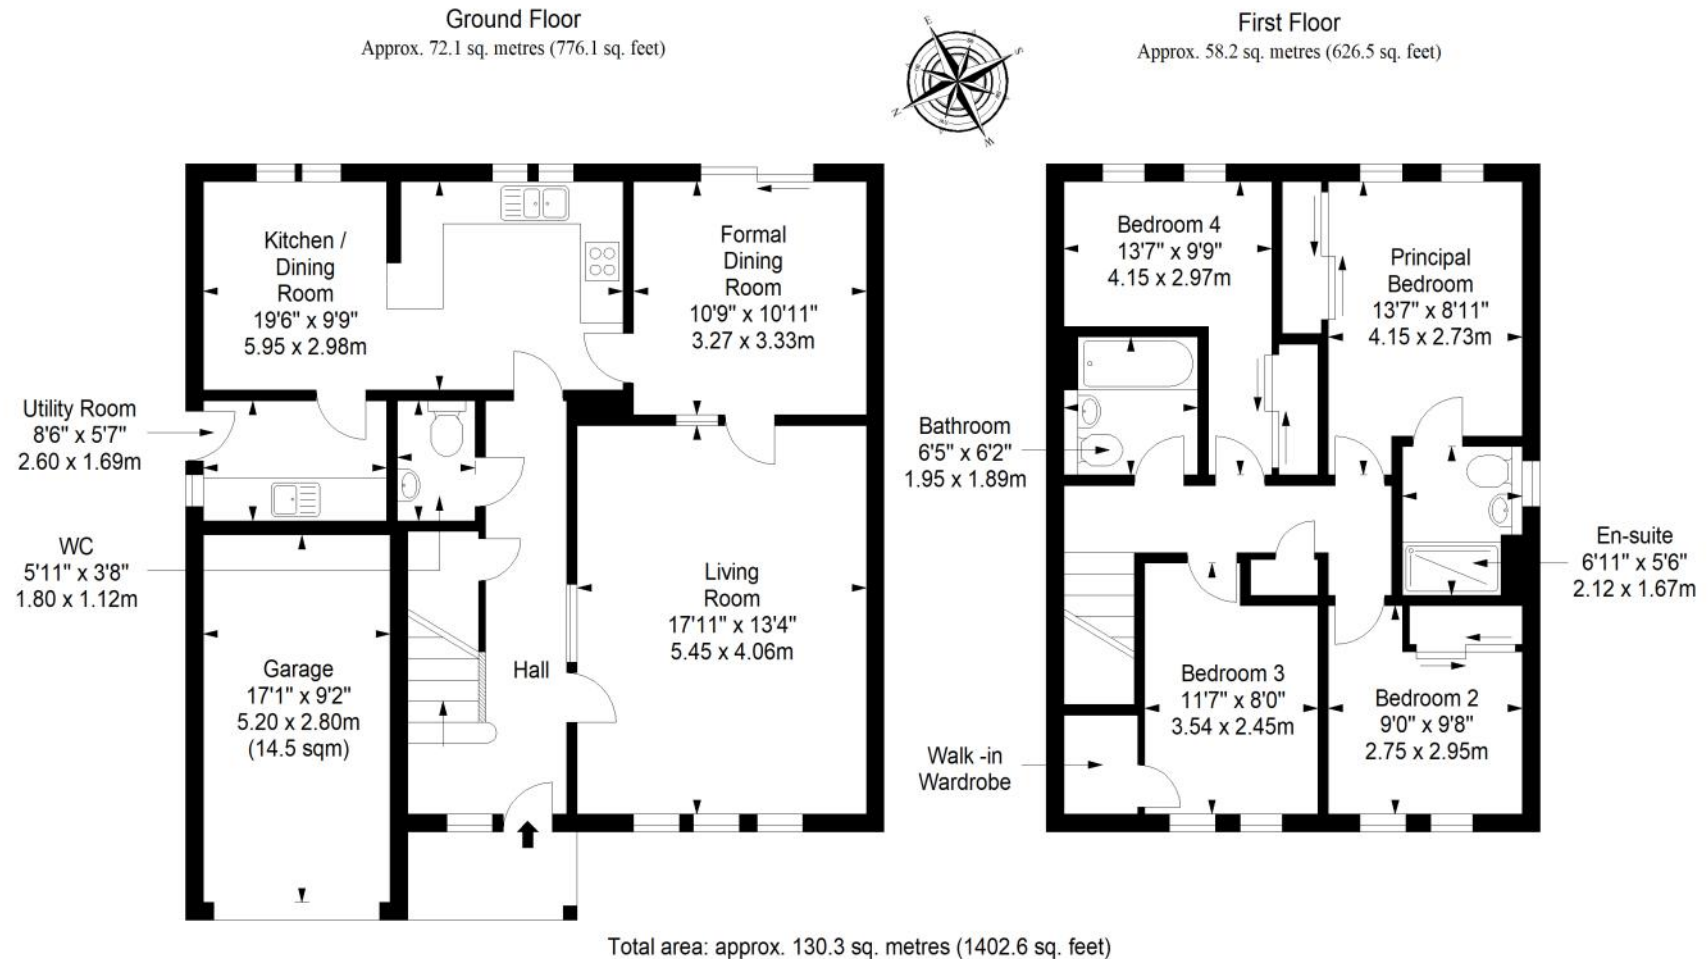 Ground Floor
Approx. 72.1 sq. metres (776.1 sq. feet)
E
S
N
W
First Floor
Approx. 58.2 sq. metres (626.5 sq. feet)
Kitchen /
Dining
Room
19'6" x 9'9"
5.95 x 2.98m
Formal
Dining
Room
10'9" x 10'11"
3.27 x 3.33m
Utility Room
8'6" x 5'7"
2.60 x 1.69m
WC
5'11" x 3'8"
1.80 x 1.12m
Garage
17'1" x 9'2"
5.20 x 2.80m
(14.5 sqm)
Hall
Living
Room
17'11" x 13'4"
5.45 x 4.06m
Bedroom 4
13'7" x 9'9"
4.15 x 2.97m
Principal
Bedroom
13'7" x 8'11"
4.15 x 2.73m
Bathroom
6'5" x 6'2"
1.95 x 1.89m
En-suite
6'11" x 5'6"
2.12 x 1.67m
Bedroom 3
11'7" x 8'0"
3.54 x 2.45m
Bedroom 2
9'0" x 9'8"
2.75 x 2.95m
Walk -in
Wardrobe
Total area: approx. 130.3 sq. metres (1402.6 sq. feet)